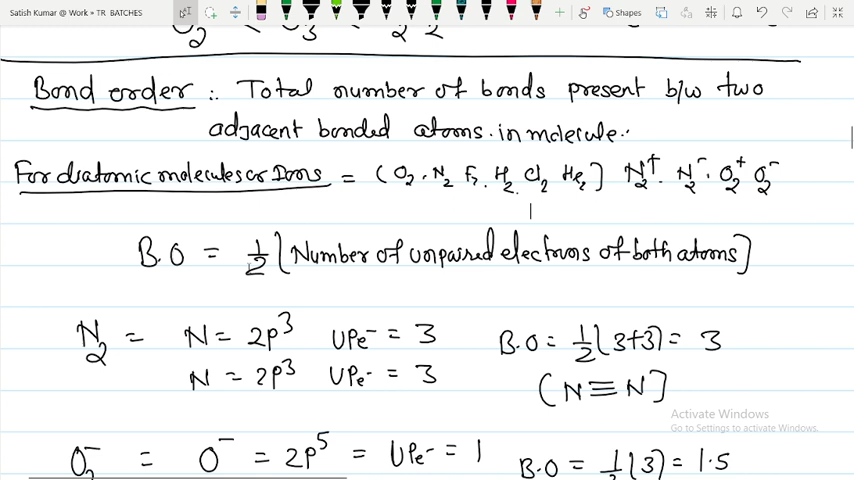 Satish Kumar @ Work » TR BATCHES
Shapes
Bond order :. Total number of bonds present b/w two
adjacent bonded atoms. in molecule..
For diatomic molecules or Ions = (O2, N2 F2, H2, Cl2, He2] N2+. N2-. O2+ O2-
B.O = 1/2 [Number of unpaired electrons of both atoms]
N2 = N = 2p3 UPe- = 3 B.O = 1/2 (3+3) = 3
N = 2p3 UPe- = 3 (N≡N]
Activate Windows
Go to Settings to activate Windows.
O2- = O- = 2p5 = UPe- = 1 B.O = 1/2 (3) = 1.5